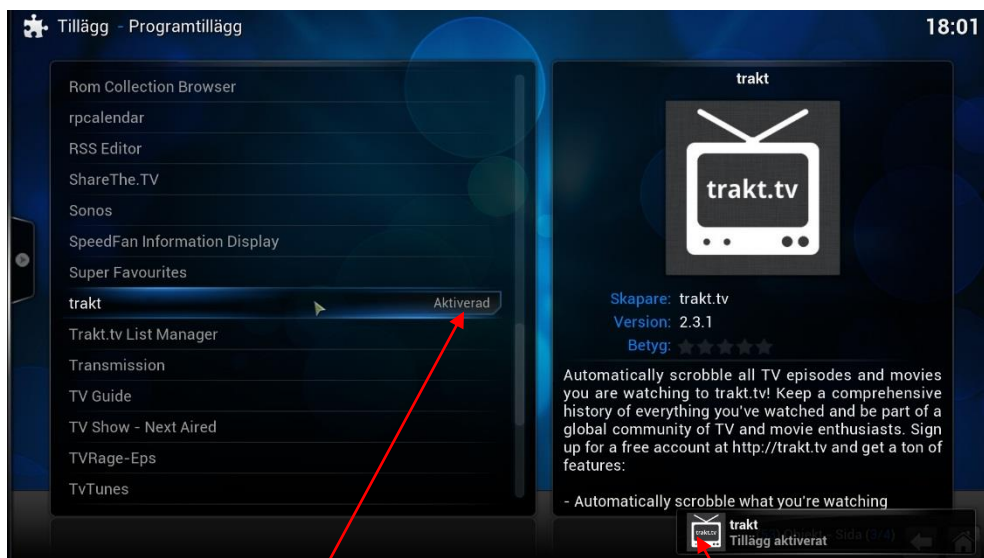 Tillägg - Programtillägg
18:01
Rom Collection Browser
rpcalendar
RSS Editor
ShareThe.TV
Sonos
SpeedFan Information Display
Super Favourites
trakt Aktiverad
Trakt.tv List Manager
Transmission
TV Guide
TV Show - Next Aired
TVRage-Eps
TvTunes
trakt
trakt.tv
Skapare: trakt.tv
Version: 2.3.1
Betyg:
Automatically scrobble all TV episodes and movies
you are watching to trakt.tv! Keep a comprehensive
history of everything you've watched and be part of a
global community of TV and movie enthusiasts. Sign
up for a free account at http://trakt.tv and get a ton of
features:
- Automatically scrobble what you're watching
trakt
Tillägg aktiverat
Sida (3/4)